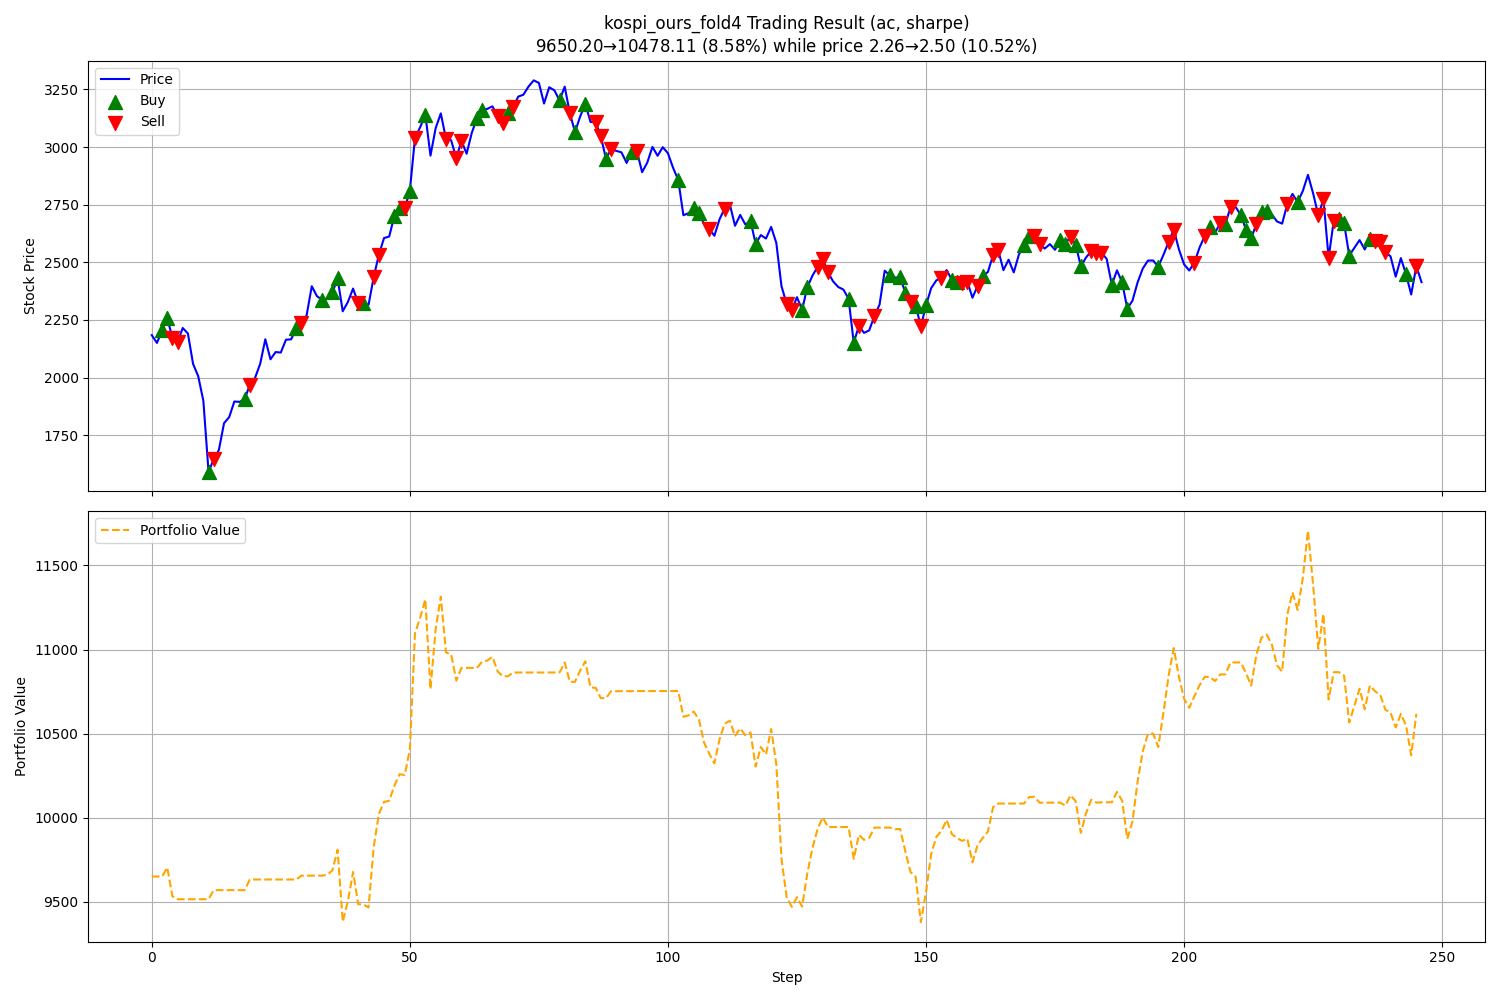 kospi_ours_fold4 Trading Result (ac, sharpe)
9650.20→10478.11 (8.58%) while price 2.26→2.50 (10.52%)
Price
Buy
Sell
Stock Price
3250
3000
2750
2500
2250
2000
1750
Portfolio Value
Portfolio Value
11500
11000
10500
10000
9500
0
50
100
150
200
250
Step